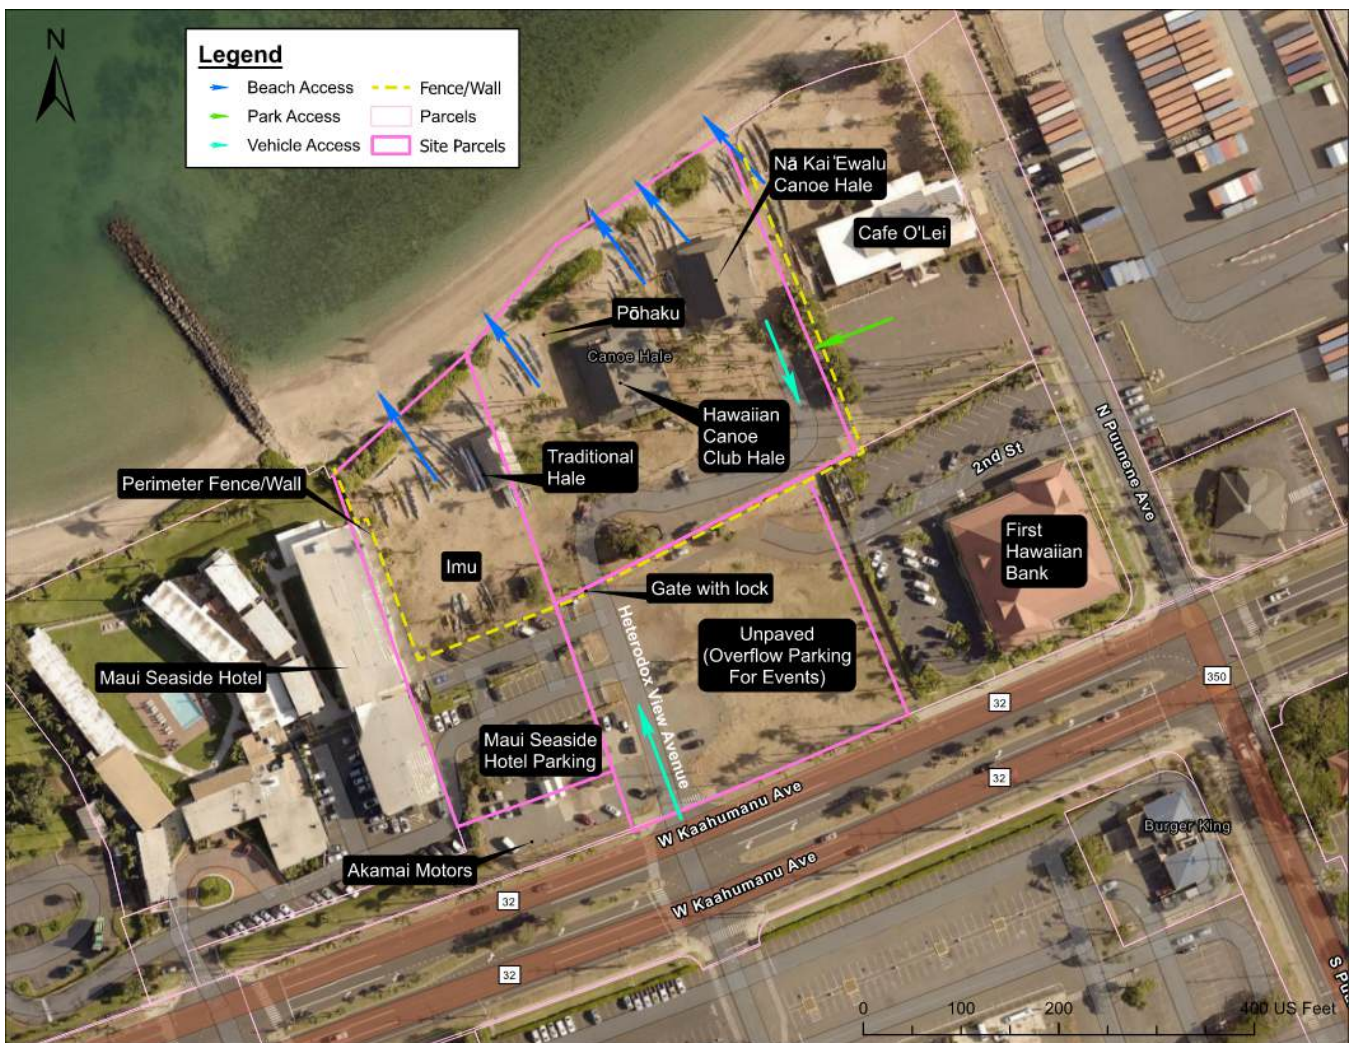 N
Legend
Beach Access
Fence/Wall
Park Access
Parcels
Vehicle Access
Site Parcels
Nā Kai ʻEwalu
Canoe Hale
Cafe O'Lei
Pōhaku
Canoe Hale
Hawaiian
Canoe
Club Hale
Traditional
Hale
Perimeter Fence/Wall
N Puunene Ave
2nd St
First
Hawaiian
Bank
Imu
Gate with lock
Heterodox View Avenue
Unpaved
(Overflow Parking
For Events)
Maui Seaside Hotel
350
32
Maui Seaside
Hotel Parking
32
W Kaahumanu Ave
Burger King
Akamai Motors
W Kaahumanu Ave
32
32
0
100
200
400 US Feet